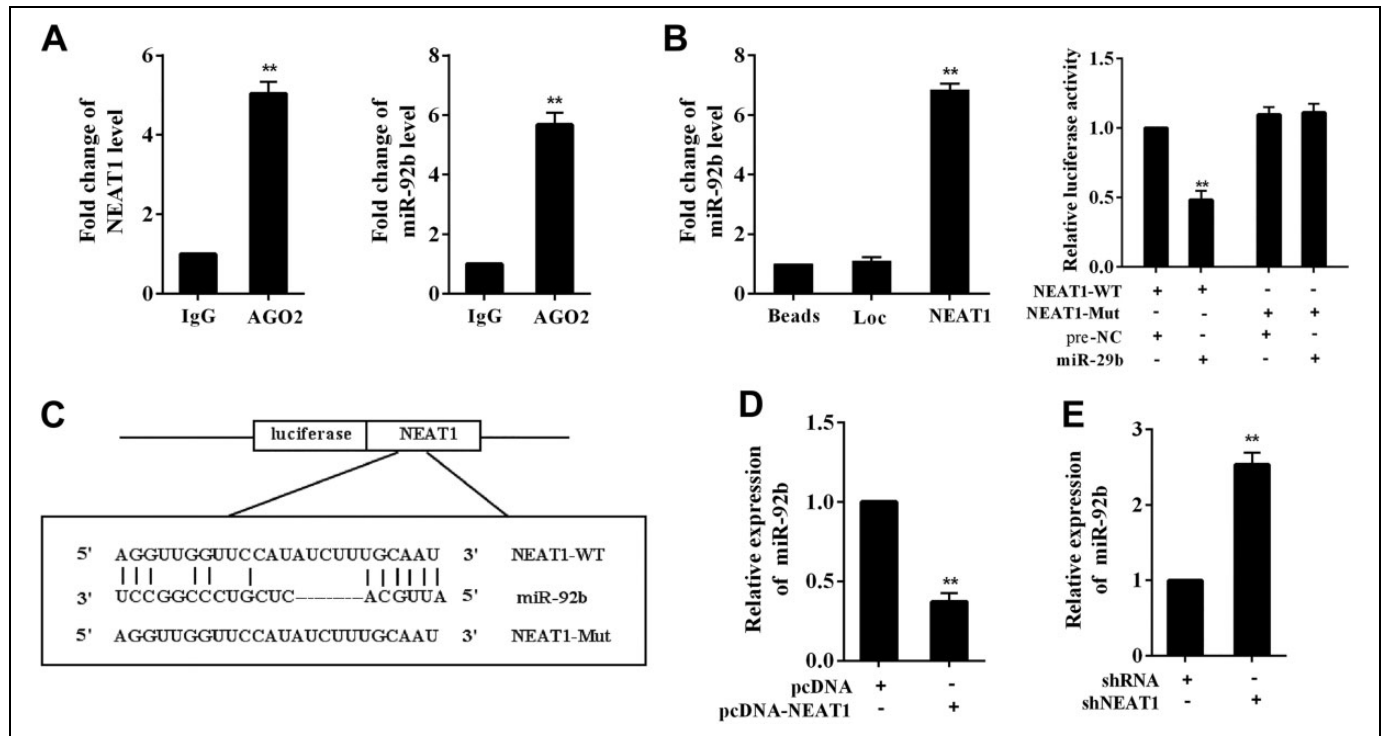 A
Fold change of
NEAT1 level
6
4
2
0
IgG AGO2
**
Fold change of
miR-92b level
8
6
4
2
0
IgG AGO2
**
B
Fold change of
miR-92b level
8
6
4
2
0
Beads Loc NEAT1
**
Relative luciferase activity
1.5
1.0
0.5
0.0
**
NEAT1-WT + + - -
NEAT1-Mut - - + +
pre-NC + - + -
miR-29b - + - +
C
luciferase NEAT1
5' AGGUUGGUUCCAUAUCUUUGCAAU 3' NEAT1-WT
3' UCCGGCCCUGCUC--------ACGUUA 5' miR-92b
5' AGGUUGGUUCCAUAUCUUUGCAAU 3' NEAT1-Mut
D
Relative expression
of miR-92b
1.5
1.0
0.5
0.0
**
pcDNA + -
pcDNA-NEAT1 - +
E
Relative expression
of miR-92b
3
2
1
0
**
shRNA + -
shNEAT1 - +